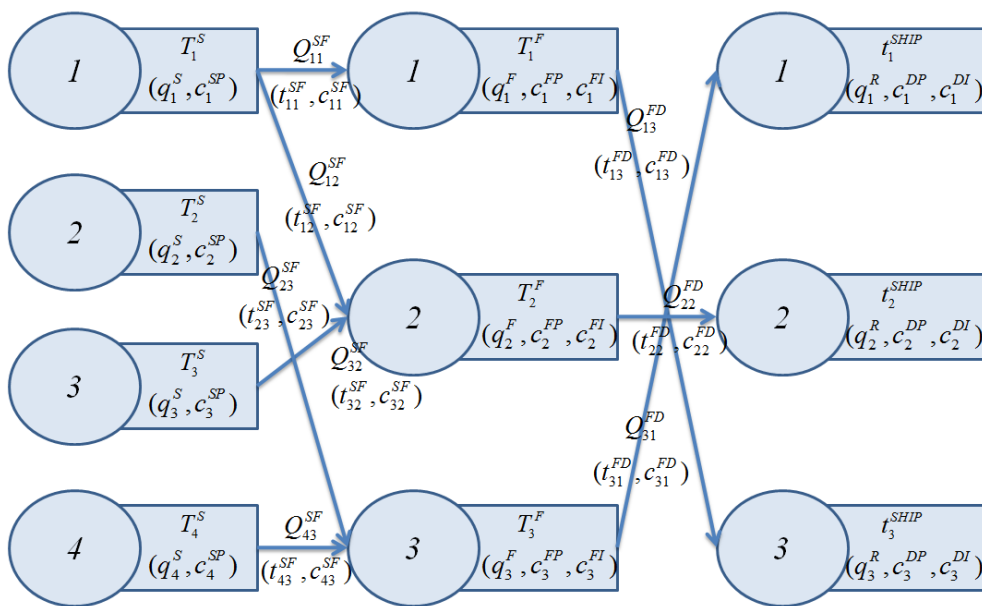 1
T_1^S
(q_1^S, c_1^SP)
Q_11^SF
(t_11^SF, c_11^SF)
1
T_1^F
(q_1^F, c_1^FP, c_1^FI)
1
t_1^SHIP
(q_1^R, c_1^DP, c_1^DI)
Q_13^FD
(t_13^FD, c_13^FD)
Q_12^SF
(t_12^SF, c_12^SF)
2
T_2^S
(q_2^S, c_2^SP)
Q_23^SF
(t_23^SF, c_23^SF)
2
T_2^F
(q_2^F, c_2^FP, c_2^FI)
Q_22^FD
(t_22^FD, c_22^FD)
2
t_2^SHIP
(q_2^R, c_2^DP, c_2^DI)
3
T_3^S
(q_3^S, c_3^SP)
Q_32^SF
(t_32^SF, c_32^SF)
Q_31^FD
(t_31^FD, c_31^FD)
4
T_4^S
(q_4^S, c_4^SP)
Q_43^SF
(t_43^SF, c_43^SF)
3
T_3^F
(q_3^F, c_3^FP, c_3^FI)
3
t_3^SHIP
(q_3^R, c_3^DP, c_3^DI)